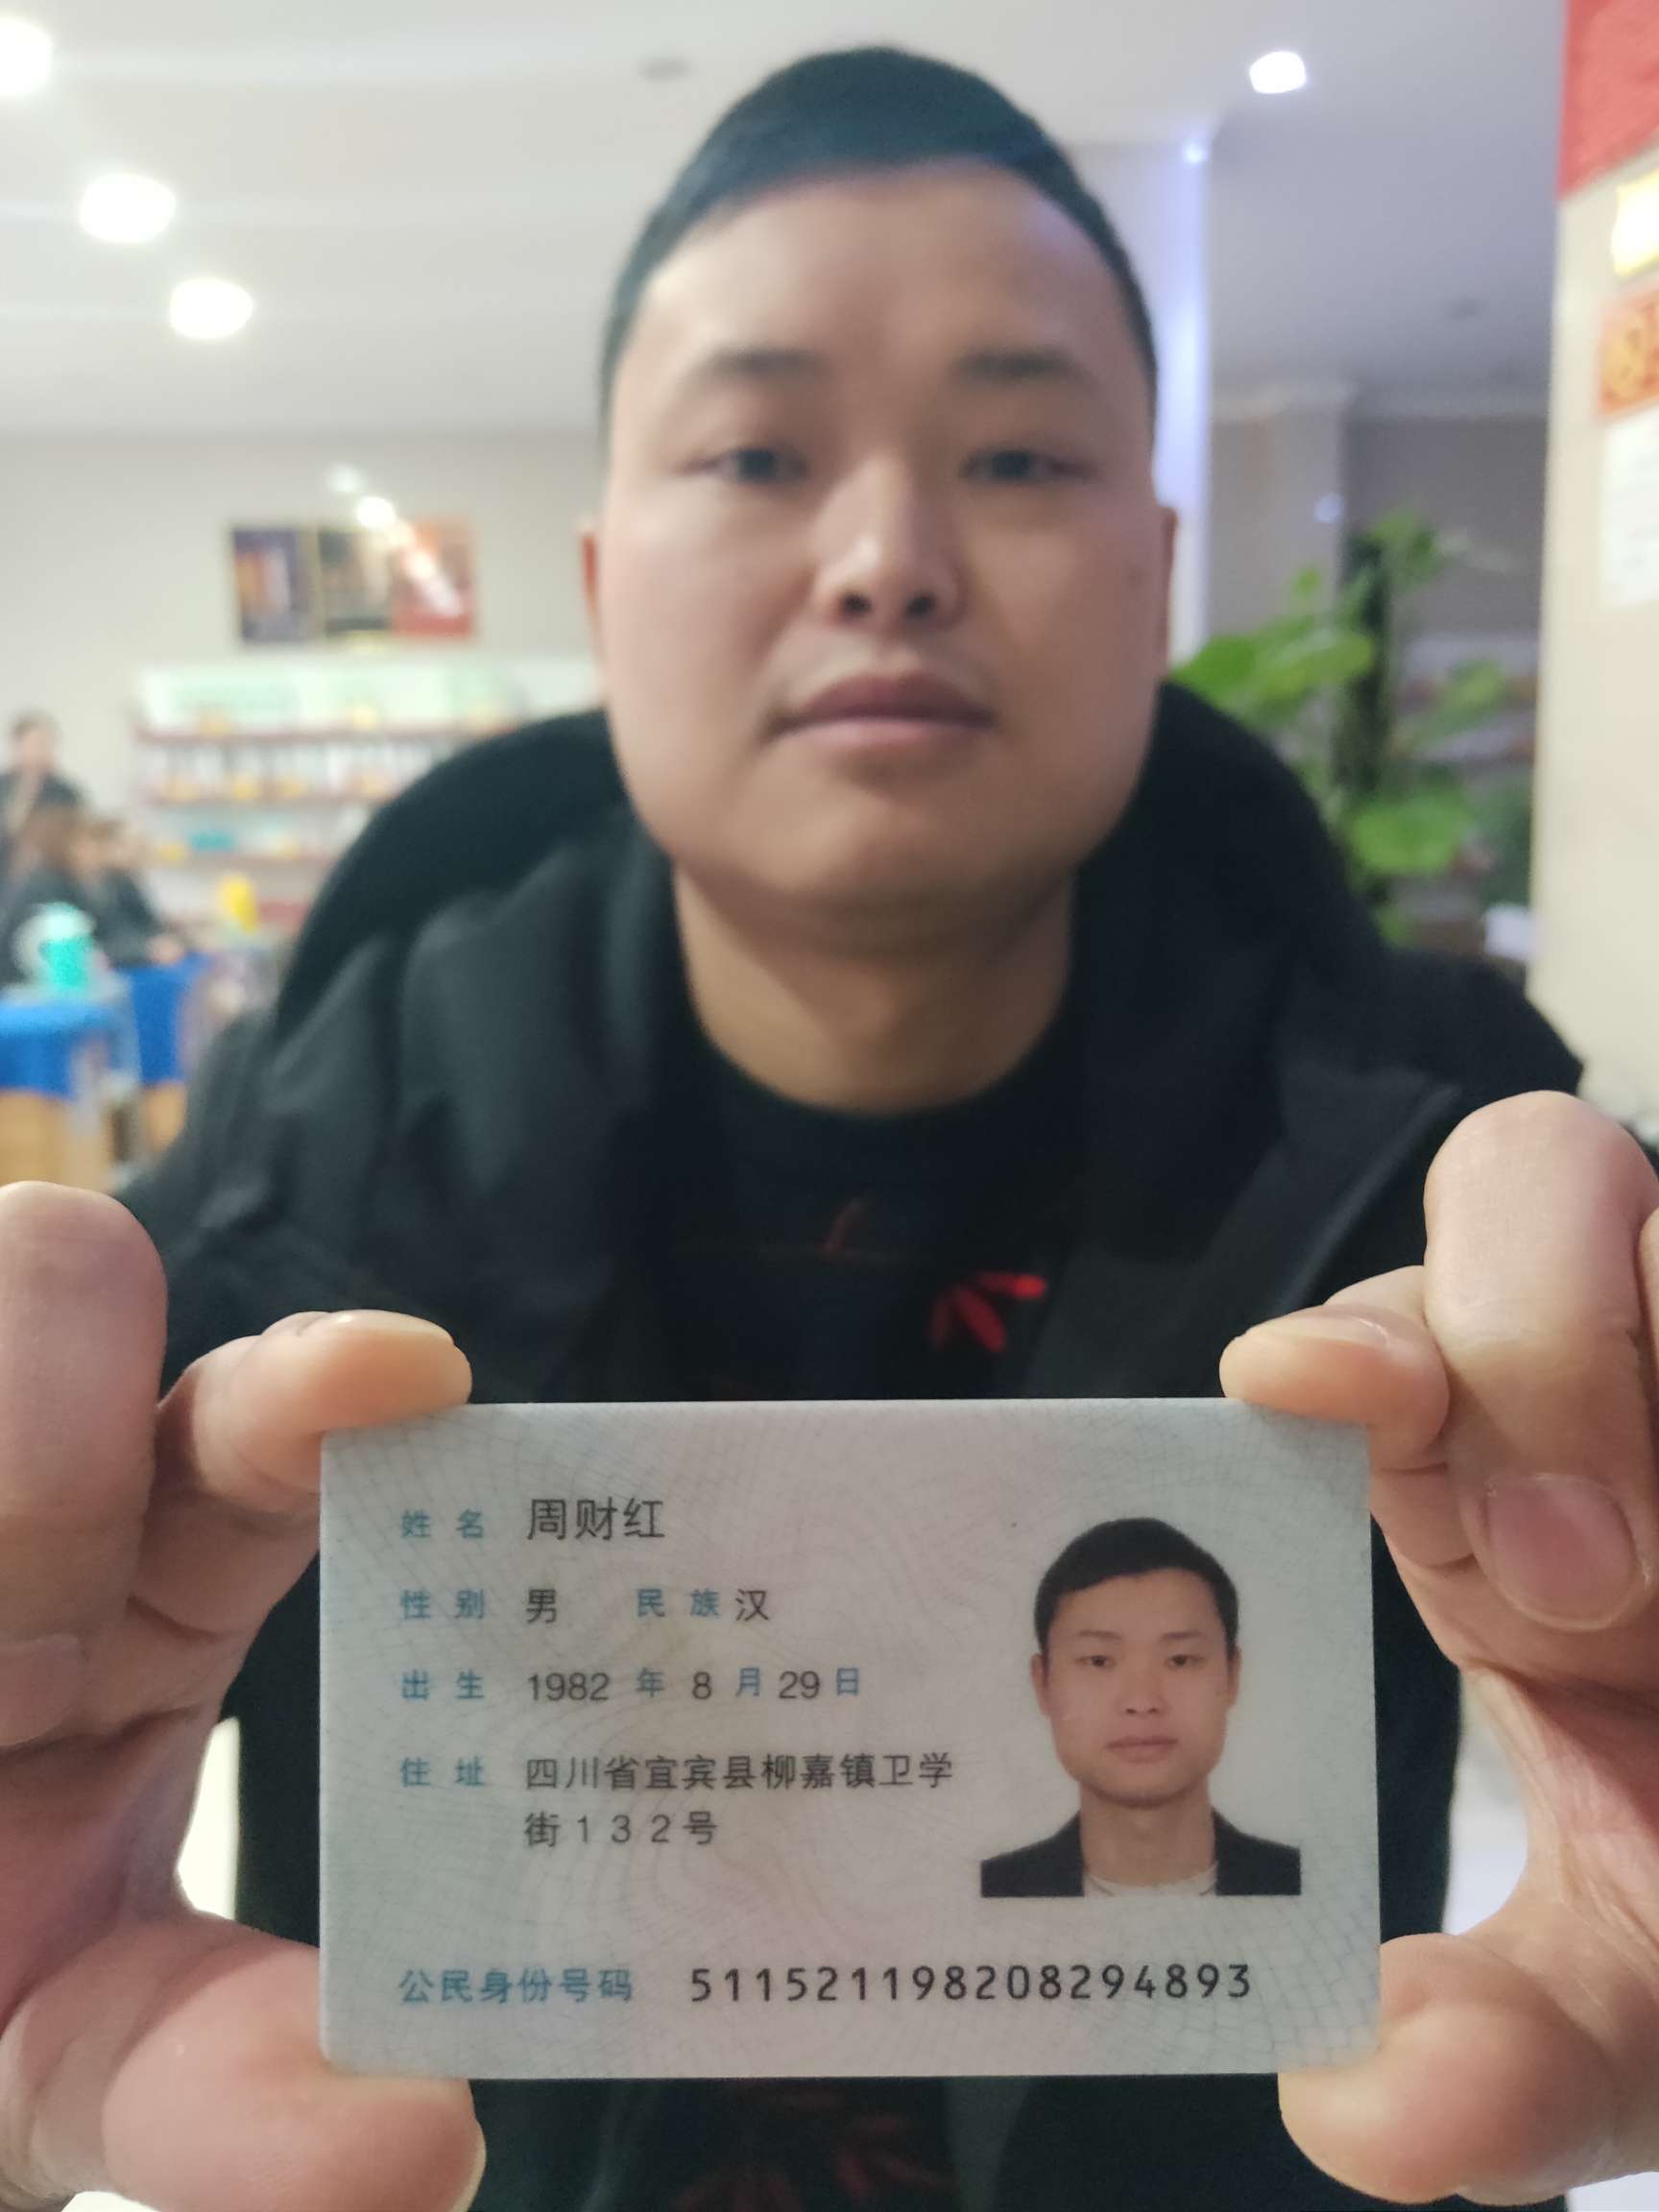 姓名 周财红
性别 男 民族 汉
出生 1982 年 8 月 29 日
住址 四川省宜宾县柳嘉镇卫学
街132号
公民身份号码 511521198208294893